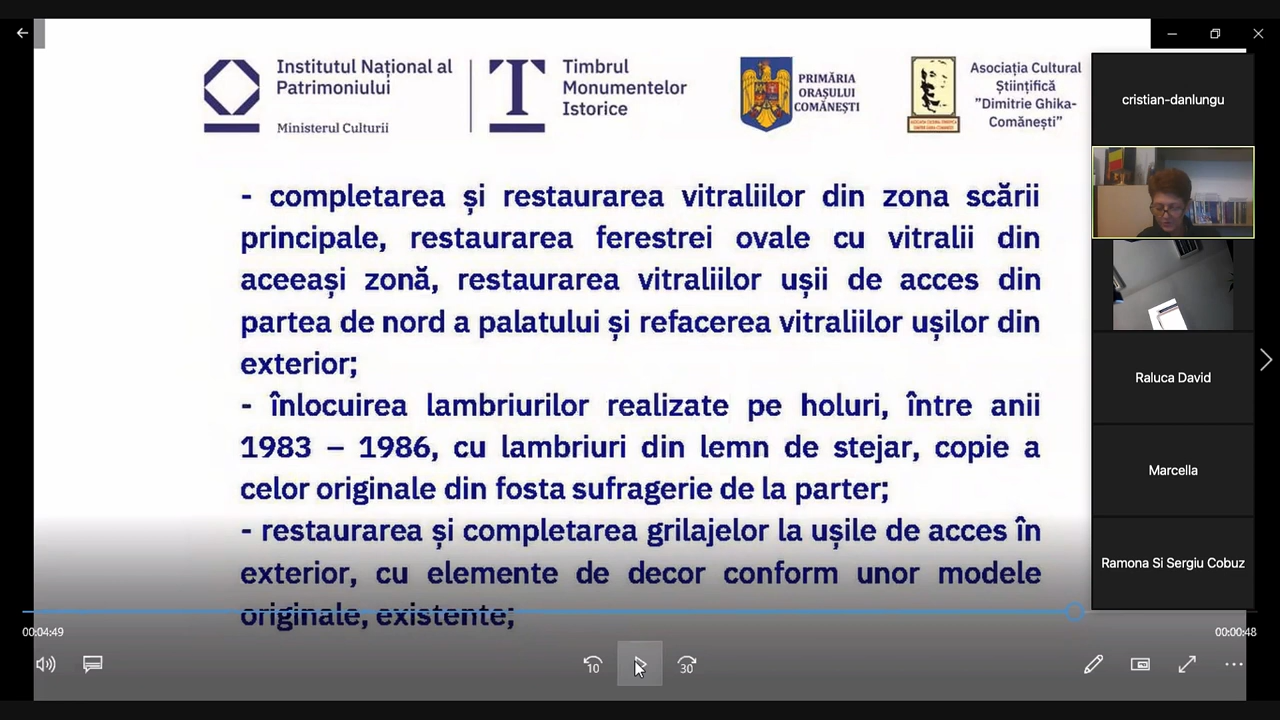 Institutul Național al
Patrimoniului
Ministerul Culturii
Timbrul
Monumentelor
Istorice
PRIMĂRIA
ORAȘULUI
COMĂNEȘTI
Asociația Cultural
Științifică
”Dimitrie Ghika-
Comănești”
- completarea și restaurarea vitraliilor din zona scării
principale, restaurarea ferestrei ovale cu vitralii din
aceeași zonă, restaurarea vitraliilor ușii de acces din
partea de nord a palatului și refacerea vitraliilor ușilor din
exterior;
- înlocuirea lambriurilor realizate pe holuri, între anii
1983 – 1986, cu lambriuri din lemn de stejar, copie a
celor originale din fosta sufragerie de la parter;
- restaurarea și completarea grilajelor la ușile de acces în
exterior, cu elemente de decor conform unor modele
originale, existente;
cristian-danlungu
Raluca David
Marcella
Ramona Si Sergiu Cobuz
00:04:49
00:00:48
10
30